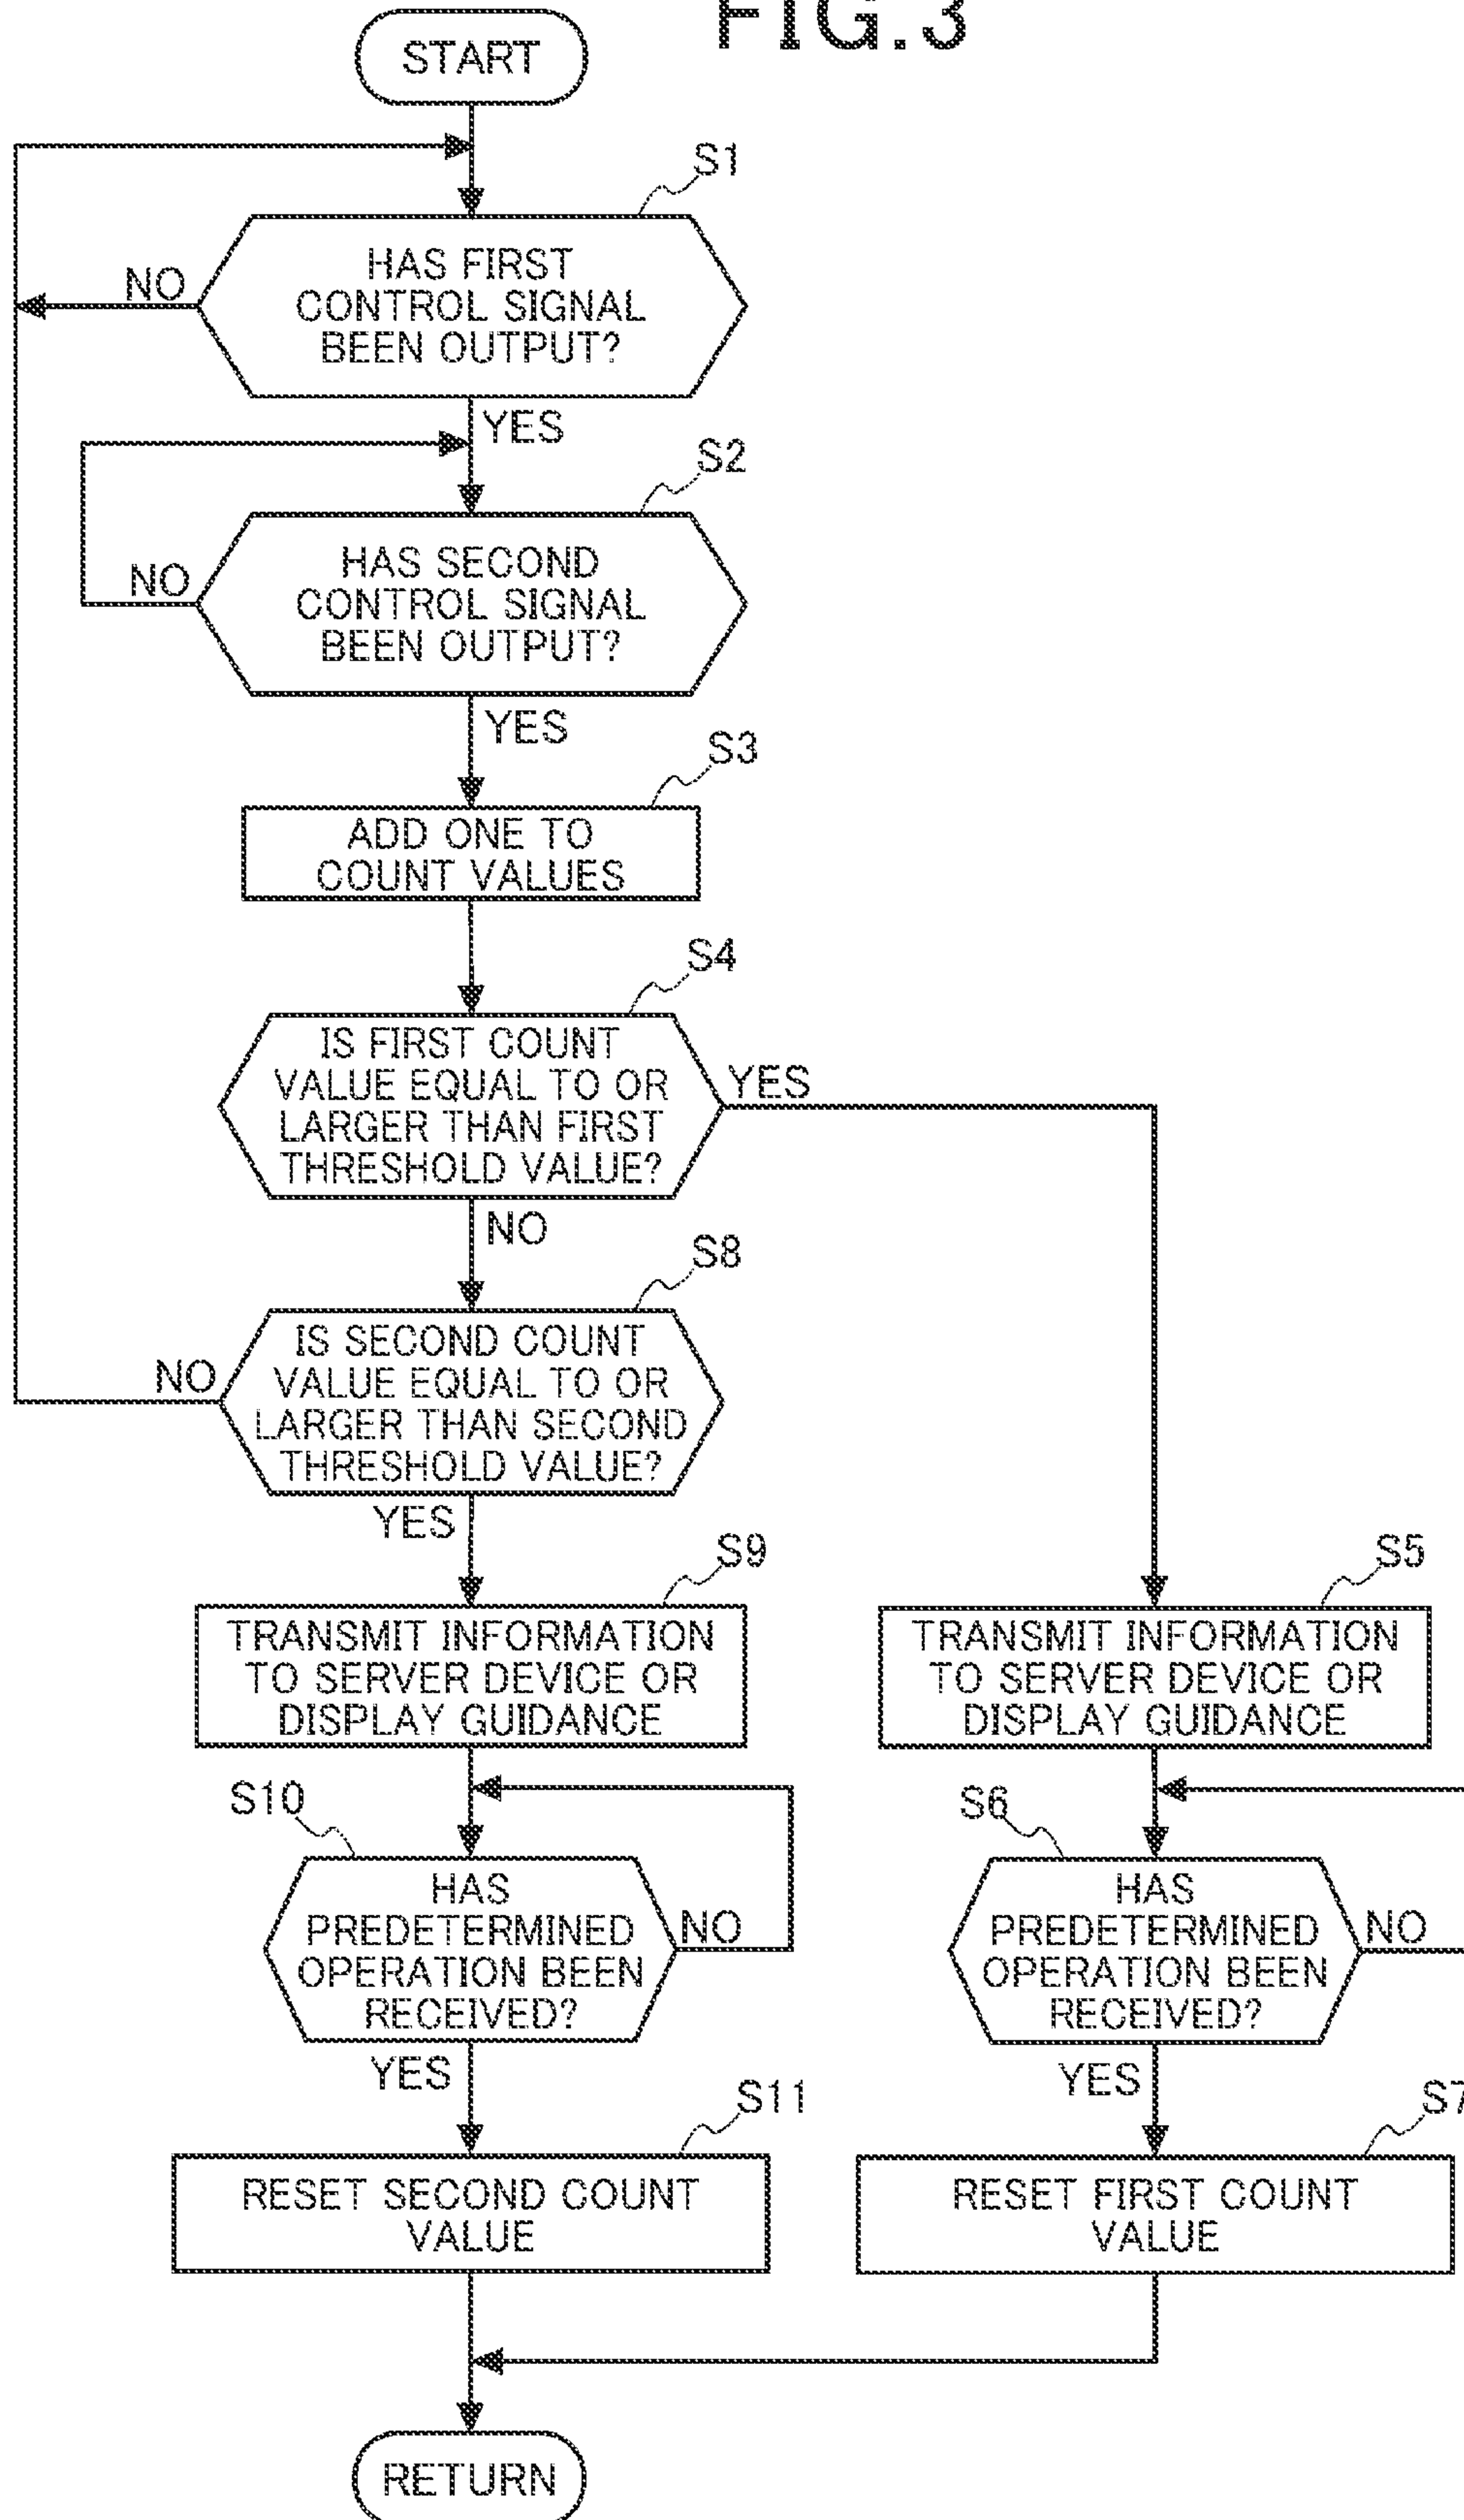 FIG.3
START
S1
HAS FIRST
CONTROL SIGNAL
BEEN OUTPUT?
NO
YES
S2
HAS SECOND
CONTROL SIGNAL
BEEN OUTPUT?
NO
YES
S3
ADD ONE TO
COUNT VALUES
S4
IS FIRST COUNT
VALUE EQUAL TO OR
LARGER THAN FIRST
THRESHOLD VALUE?
YES
NO
S8
IS SECOND COUNT
VALUE EQUAL TO OR
LARGER THAN SECOND
THRESHOLD VALUE?
NO
YES
S9
TRANSMIT INFORMATION
TO SERVER DEVICE OR
DISPLAY GUIDANCE
S10
HAS
PREDETERMINED
OPERATION BEEN
RECEIVED?
NO
YES
S11
RESET SECOND COUNT
VALUE
S5
TRANSMIT INFORMATION
TO SERVER DEVICE OR
DISPLAY GUIDANCE
S6
HAS
PREDETERMINED
OPERATION BEEN
RECEIVED?
NO
YES
S7
RESET FIRST COUNT
VALUE
RETURN